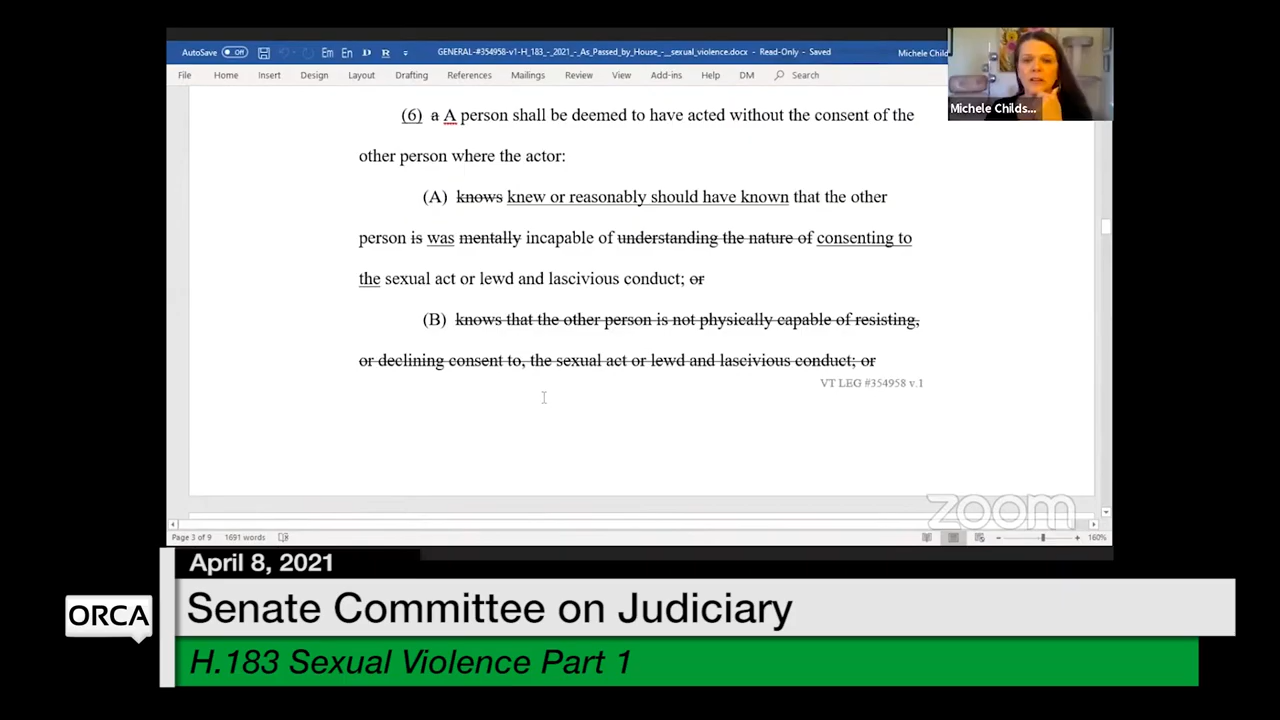 AutoSave Off
GENERAL-#354958-v1-H_183_-_2021_-_As_Passed_by_House_-__sexual_violence.docx - Read-Only - Saved
Michele Child
File Home Insert Design Layout Drafting References Mailings Review View Add-ins Help DM Search
Michele Childs...
(6) a A person shall be deemed to have acted without the consent of the
other person where the actor:
(A) knows knew or reasonably should have known that the other
person is was mentally incapable of understanding the nature of consenting to
the sexual act or lewd and lascivious conduct; or
(B) knows that the other person is not physically capable of resisting,
or declining consent to, the sexual act or lewd and lascivious conduct; or
VT LEG #354958 v.1
zoom
Page 3 of 9 1691 words 160%
April 8, 2021
ORCA
Senate Committee on Judiciary
H.183 Sexual Violence Part 1